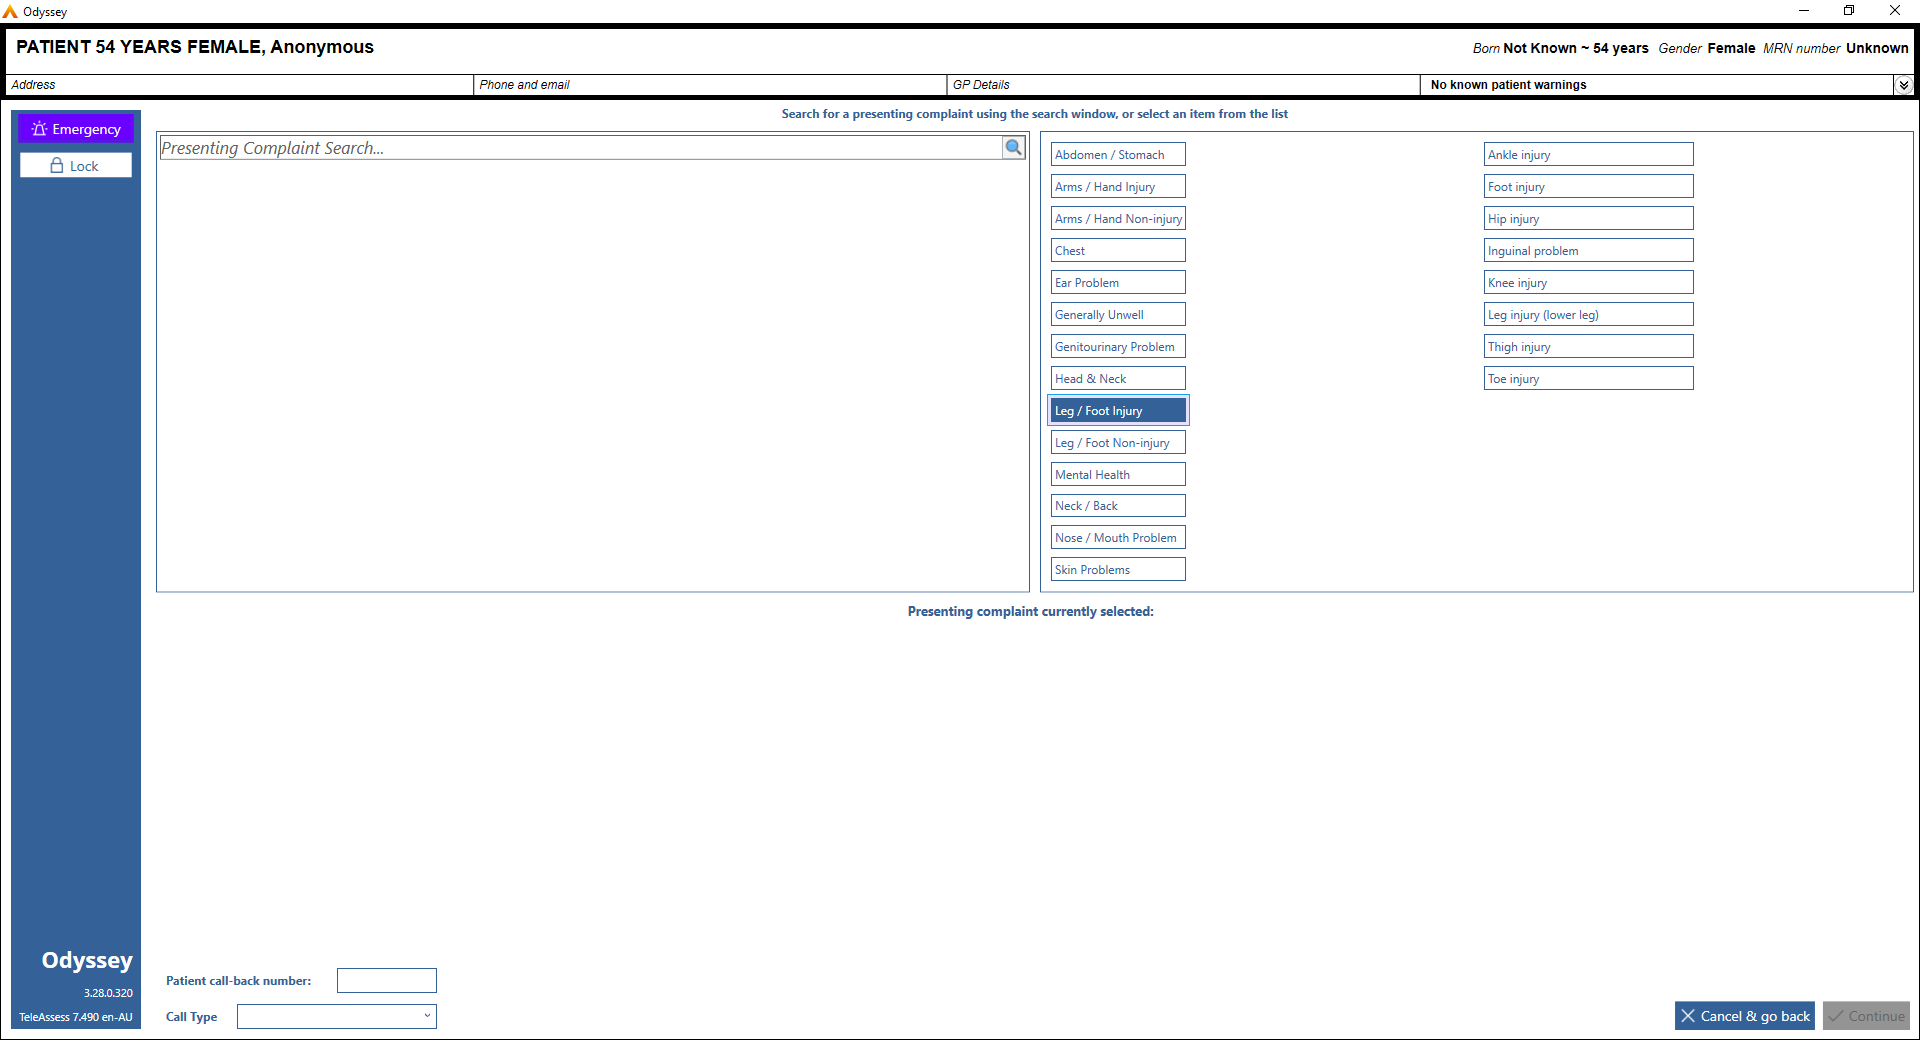 Odyssey
PATIENT 54 YEARS FEMALE, Anonymous
Born Not Known ~ 54 years Gender Female MRN number Unknown
Address
Phone and email
GP Details
No known patient warnings
Emergency
Lock
Search for a presenting complaint using the search window, or select an item from the list
Presenting Complaint Search...
Abdomen / Stomach
Arms / Hand Injury
Arms / Hand Non-injury
Chest
Ear Problem
Generally Unwell
Genitourinary Problem
Head & Neck
Leg / Foot Injury
Leg / Foot Non-injury
Mental Health
Neck / Back
Nose / Mouth Problem
Skin Problems
Ankle injury
Foot injury
Hip injury
Inguinal problem
Knee injury
Leg injury (lower leg)
Thigh injury
Toe injury
Presenting complaint currently selected:
Odyssey
3.28.0.320
TeleAssess 7.490 en-AU
Patient call-back number:
Call Type
Cancel & go back
Continue